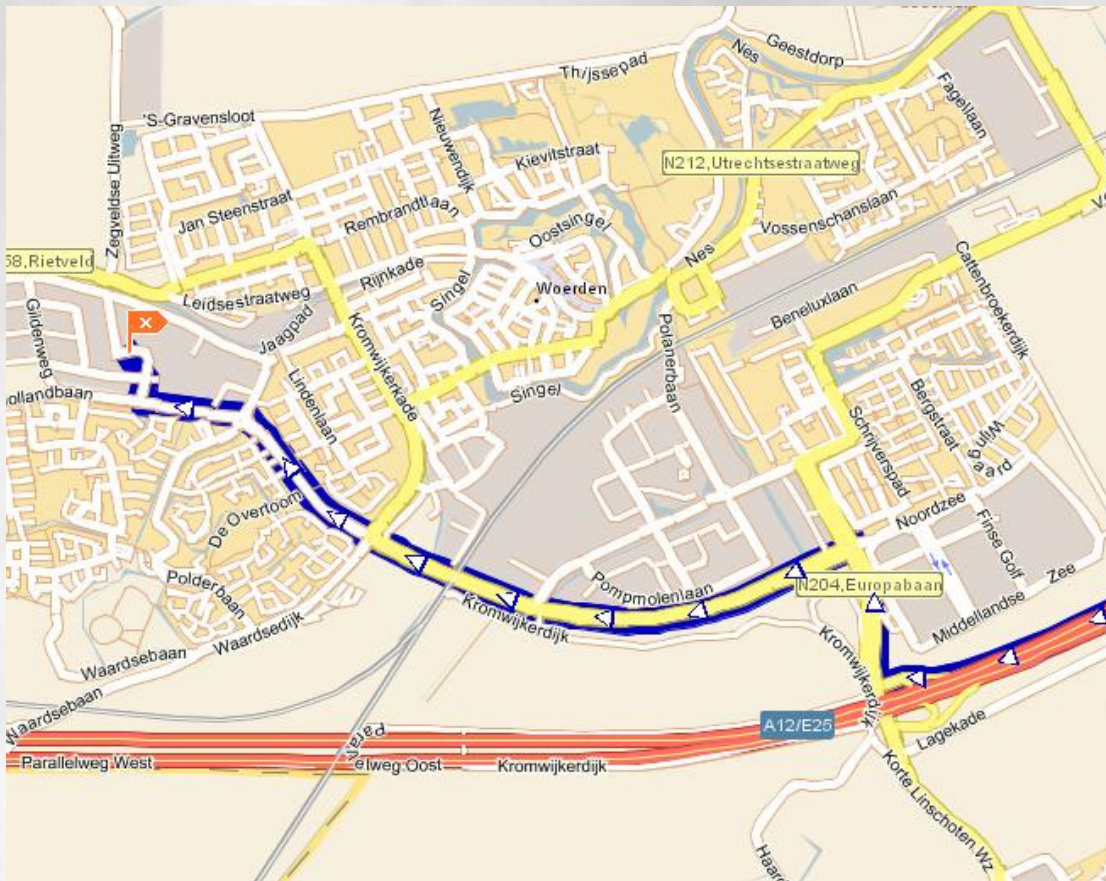 Geestdorp
Nes
Thijssepad
Fagellaan
'S-Gravensloot
Nieuwendijk
Kievitstraat
N212,Utrechtsestraatweg
Zegveldse Uitweg
Jan Steenstraat
Rembrandtlaan
Oostsingel
Vossenschanslaan
58,Rietveld
Rijnkade
Nes
Cattenbroekerdijk
Leidsestraatweg
Singel
Woerden
Beneluxlaan
Gildenweg
X
Jaagpad
Kromwijkerkade
Polanerbaan
hollandbaan
Lindenlaan
Singel
Bergstraat
Wijngaard
Schrijverspad
De Overtoom
Noordzee
Finse Golf
Polderbaan
Pompmolenlaan
N204,Europabaan
Zee
Kromwijkerdijk
Middellandse
Waardsedijk
Waardsebaan
Kromwijkerdijk
Waardsebaan
A12/E25
Lagekade
Paral
Parallelweg West
elweg Oost
Kromwijkerdijk
Korte Linschoten Wz